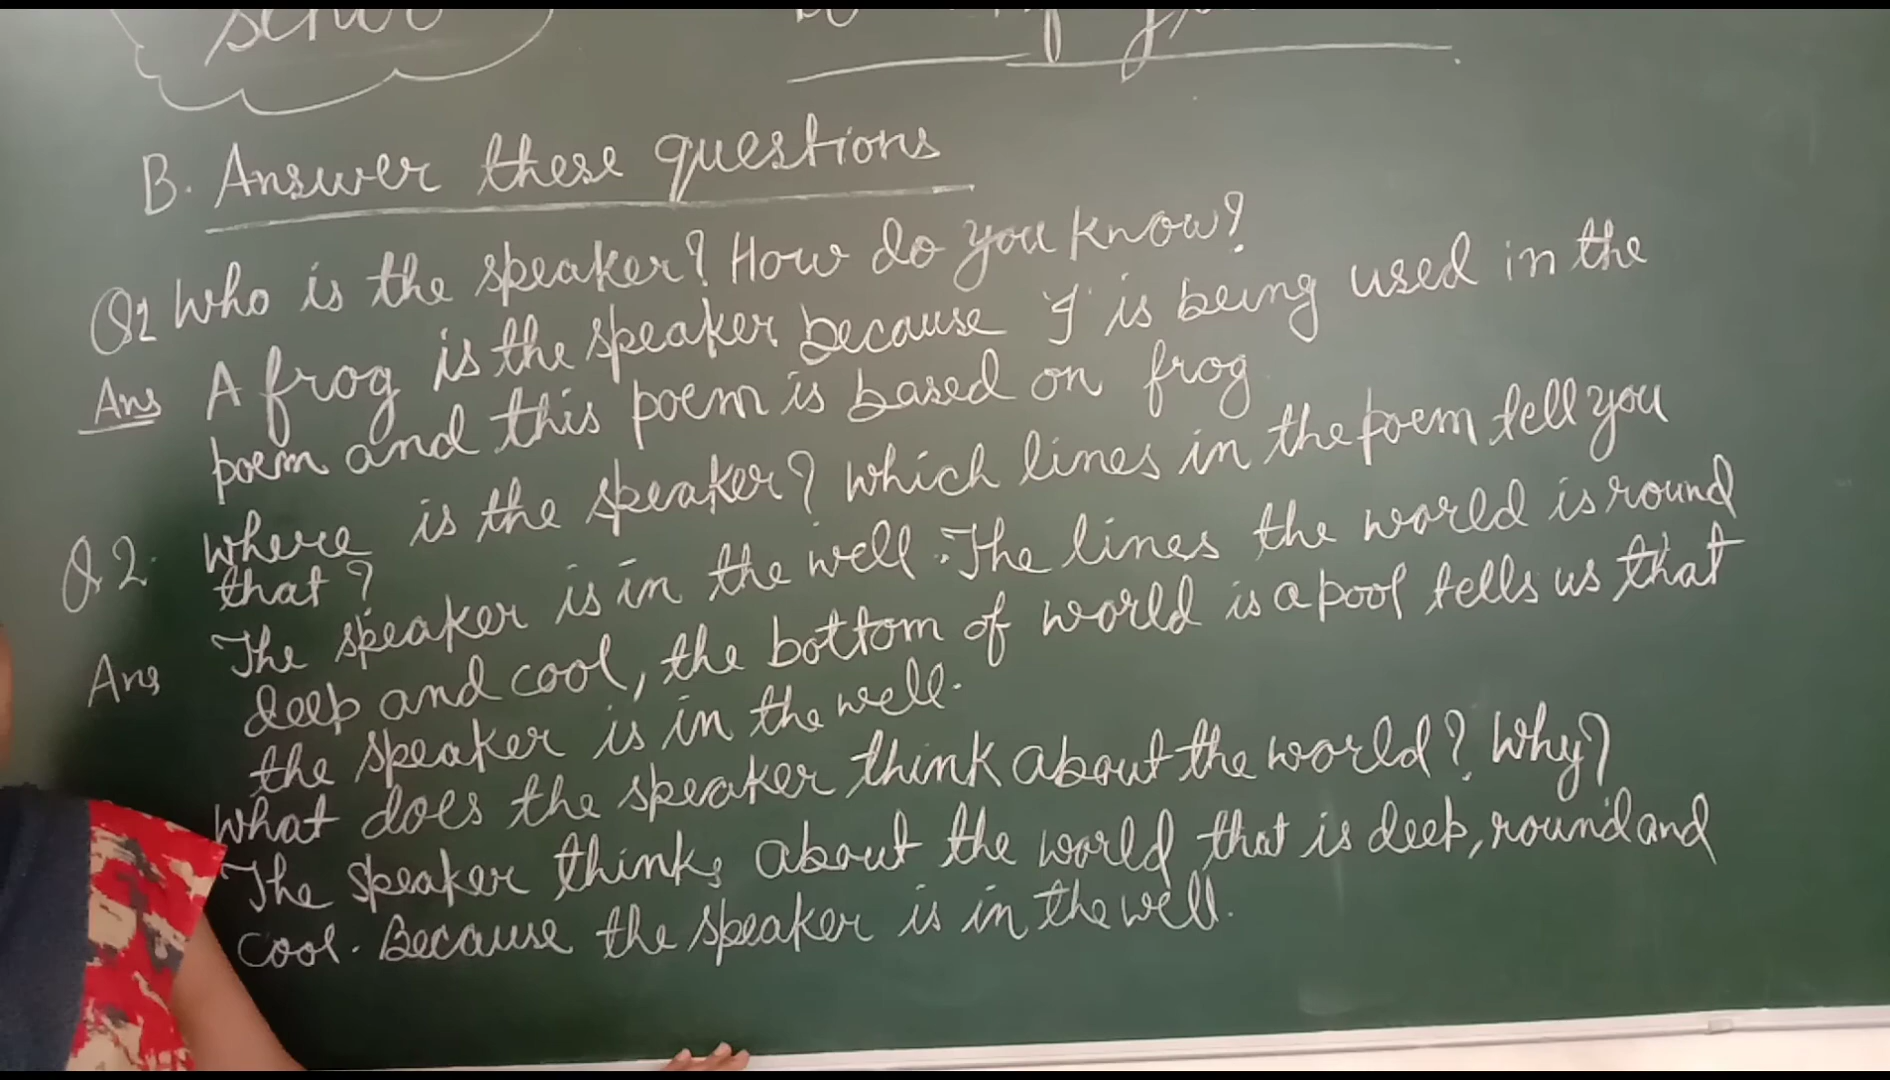 B. Answer these questions
Q1 Who is the speaker? How do you know?
Ans A frog is the speaker because 'I' is being used in the
poem and this poem is based on frog
Q.2. where is the speaker? which lines in the poem tell you
that?
Ans The speaker is in the well. The lines the world is round
deep and cool, the bottom of world is a pool tells us that
the speaker is in the well.
What does the speaker think about the world? Why?
The speaker thinks about the world that is deep, round and
cool. Because the speaker is in the well.